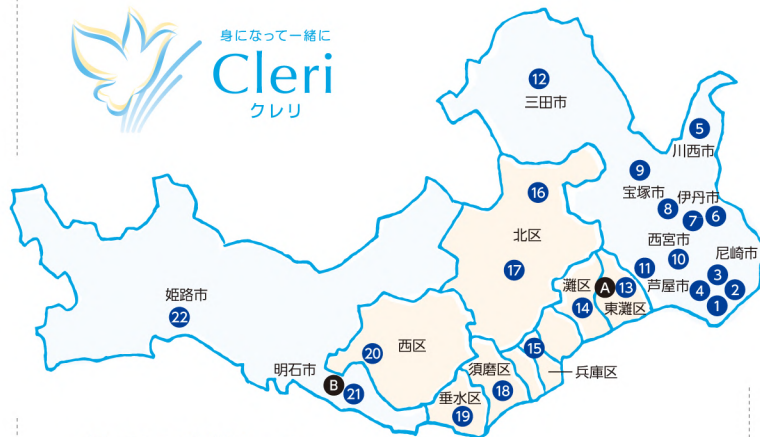 身になって一緒に
Cleri
クレリ
12
三田市
5
川西市
9
宝塚市
伊丹市
8
7
6
16
北区
17
西宮市
10
尼崎市
11
3
芦屋市
4
2
1
灘区
A
13
14
東灘区
姫路市
22
15
兵庫区
西区
20
明石市
B
21
須磨区
18
垂水区
19